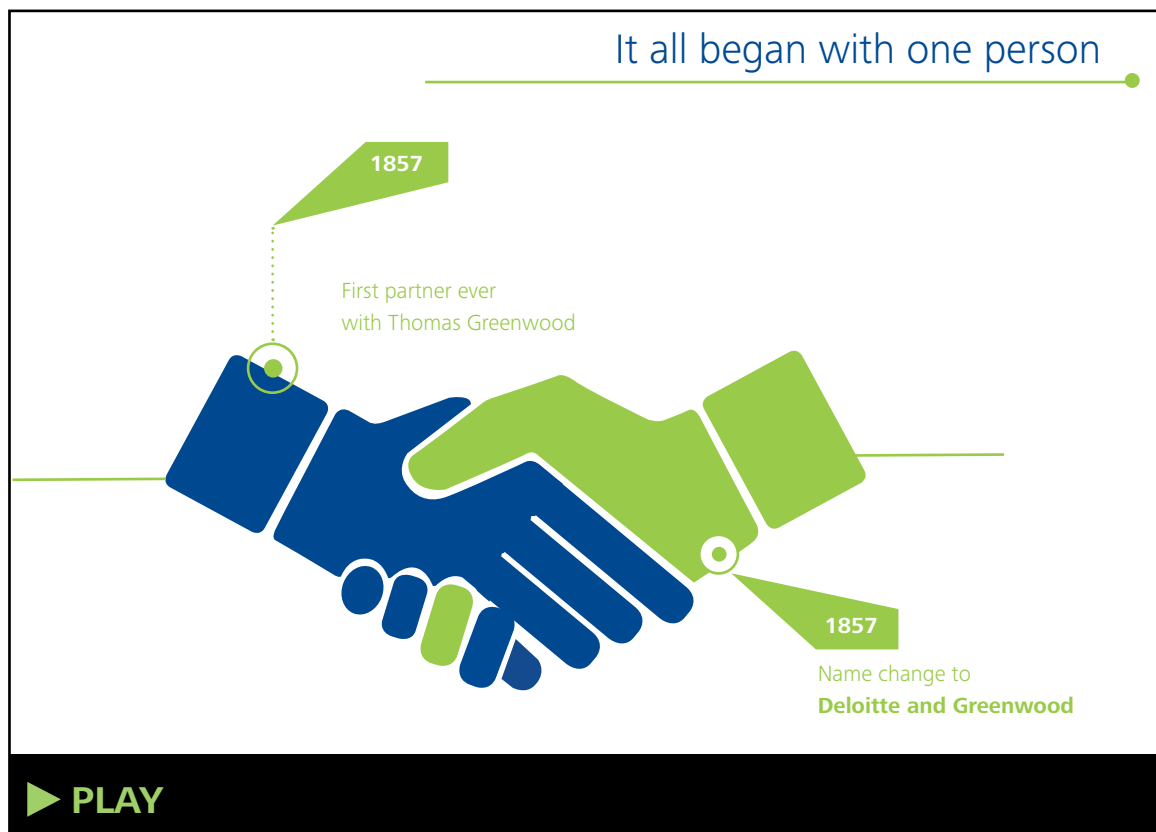 It all began with one person
1857
First partner ever
with Thomas Greenwood
1857
Name change to
Deloitte and Greenwood
PLAY